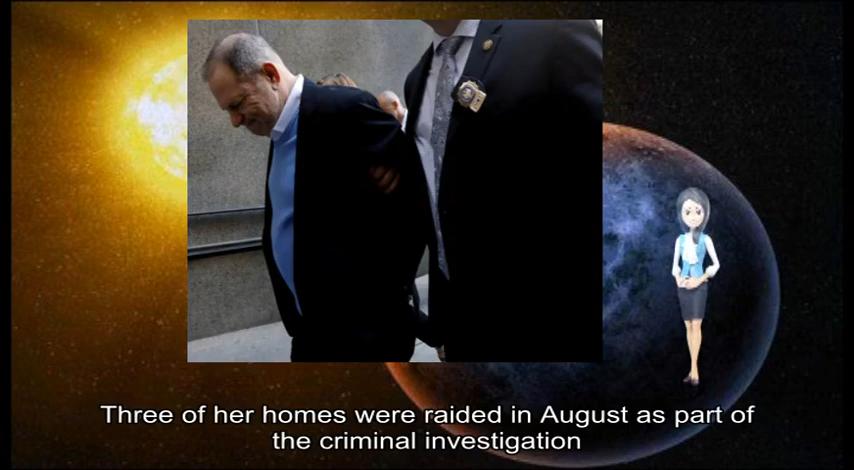 Three of her homes were raided in August as part of
the criminal investigation